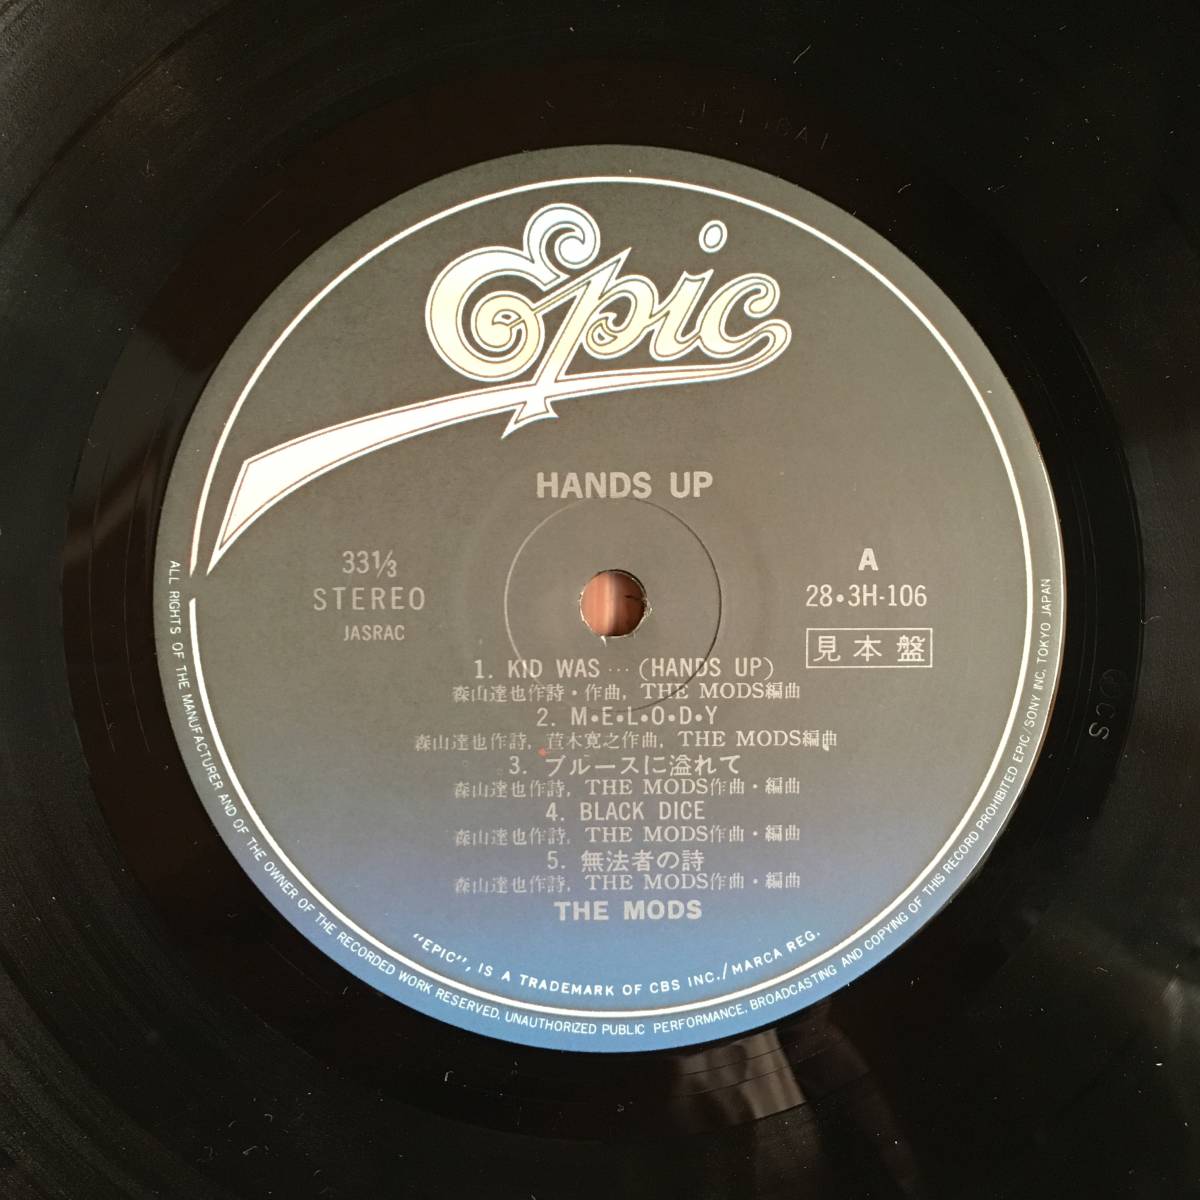 Epic
HANDS UP
33⅓
STEREO
JASRAC
A
28・3H-106
見本盤
1. KID WAS … (HANDS UP)
森山達也作詩・作曲, THE MODS編曲
2. M・E・L・O・D・Y
森山達也作詩, 苣木寛之作曲, THE MODS編曲
3. ブルースに溢れて
森山達也作詩, THE MODS作曲・編曲
4. BLACK DICE
森山達也作詩, THE MODS作曲・編曲
5. 無法者の詩
森山達也作詩, THE MODS作曲・編曲
THE MODS
"EPIC", IS A TRADEMARK OF CBS INC./MARCA REG.
ALL RIGHTS OF THE MANUFACTURER AND OF THE OWNER OF THE RECORDED WORK RESERVED, UNAUTHORIZED PUBLIC PERFORMANCE, BROADCASTING AND COPYING OF THIS RECORD PROHIBITED EPIC/SONY INC, TOKYO JAPAN
CS